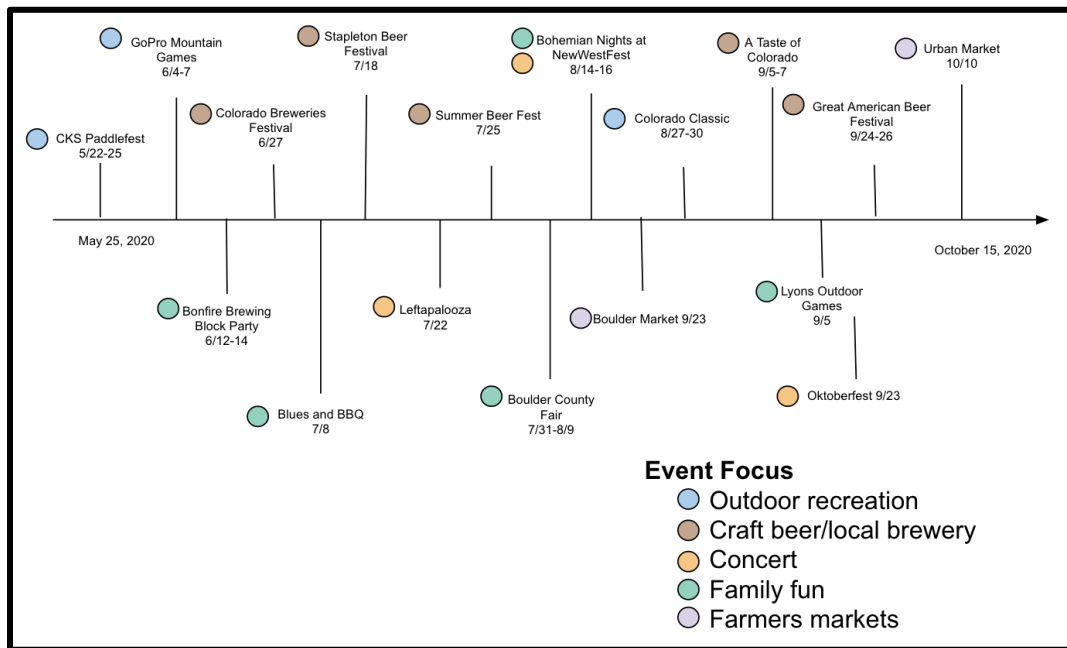 GoPro Mountain
Games
6/4-7
Stapleton Beer
Festival
7/18
Bohemian Nights at
NewWestFest
8/14-16
A Taste of
Colorado
9/5-7
Urban Market
10/10
CKS Paddlefest
5/22-25
Colorado Breweries
Festival
6/27
Summer Beer Fest
7/25
Colorado Classic
8/27-30
Great American Beer
Festival
9/24-26
May 25, 2020
October 15, 2020
Bonfire Brewing
Block Party
6/12-14
Leftapalooza
7/22
Boulder Market 9/23
Lyons Outdoor
Games
9/5
Blues and BBQ
7/8
Boulder County
Fair
7/31-8/9
Oktoberfest 9/23
Event Focus
Outdoor recreation
Craft beer/local brewery
Concert
Family fun
Farmers markets